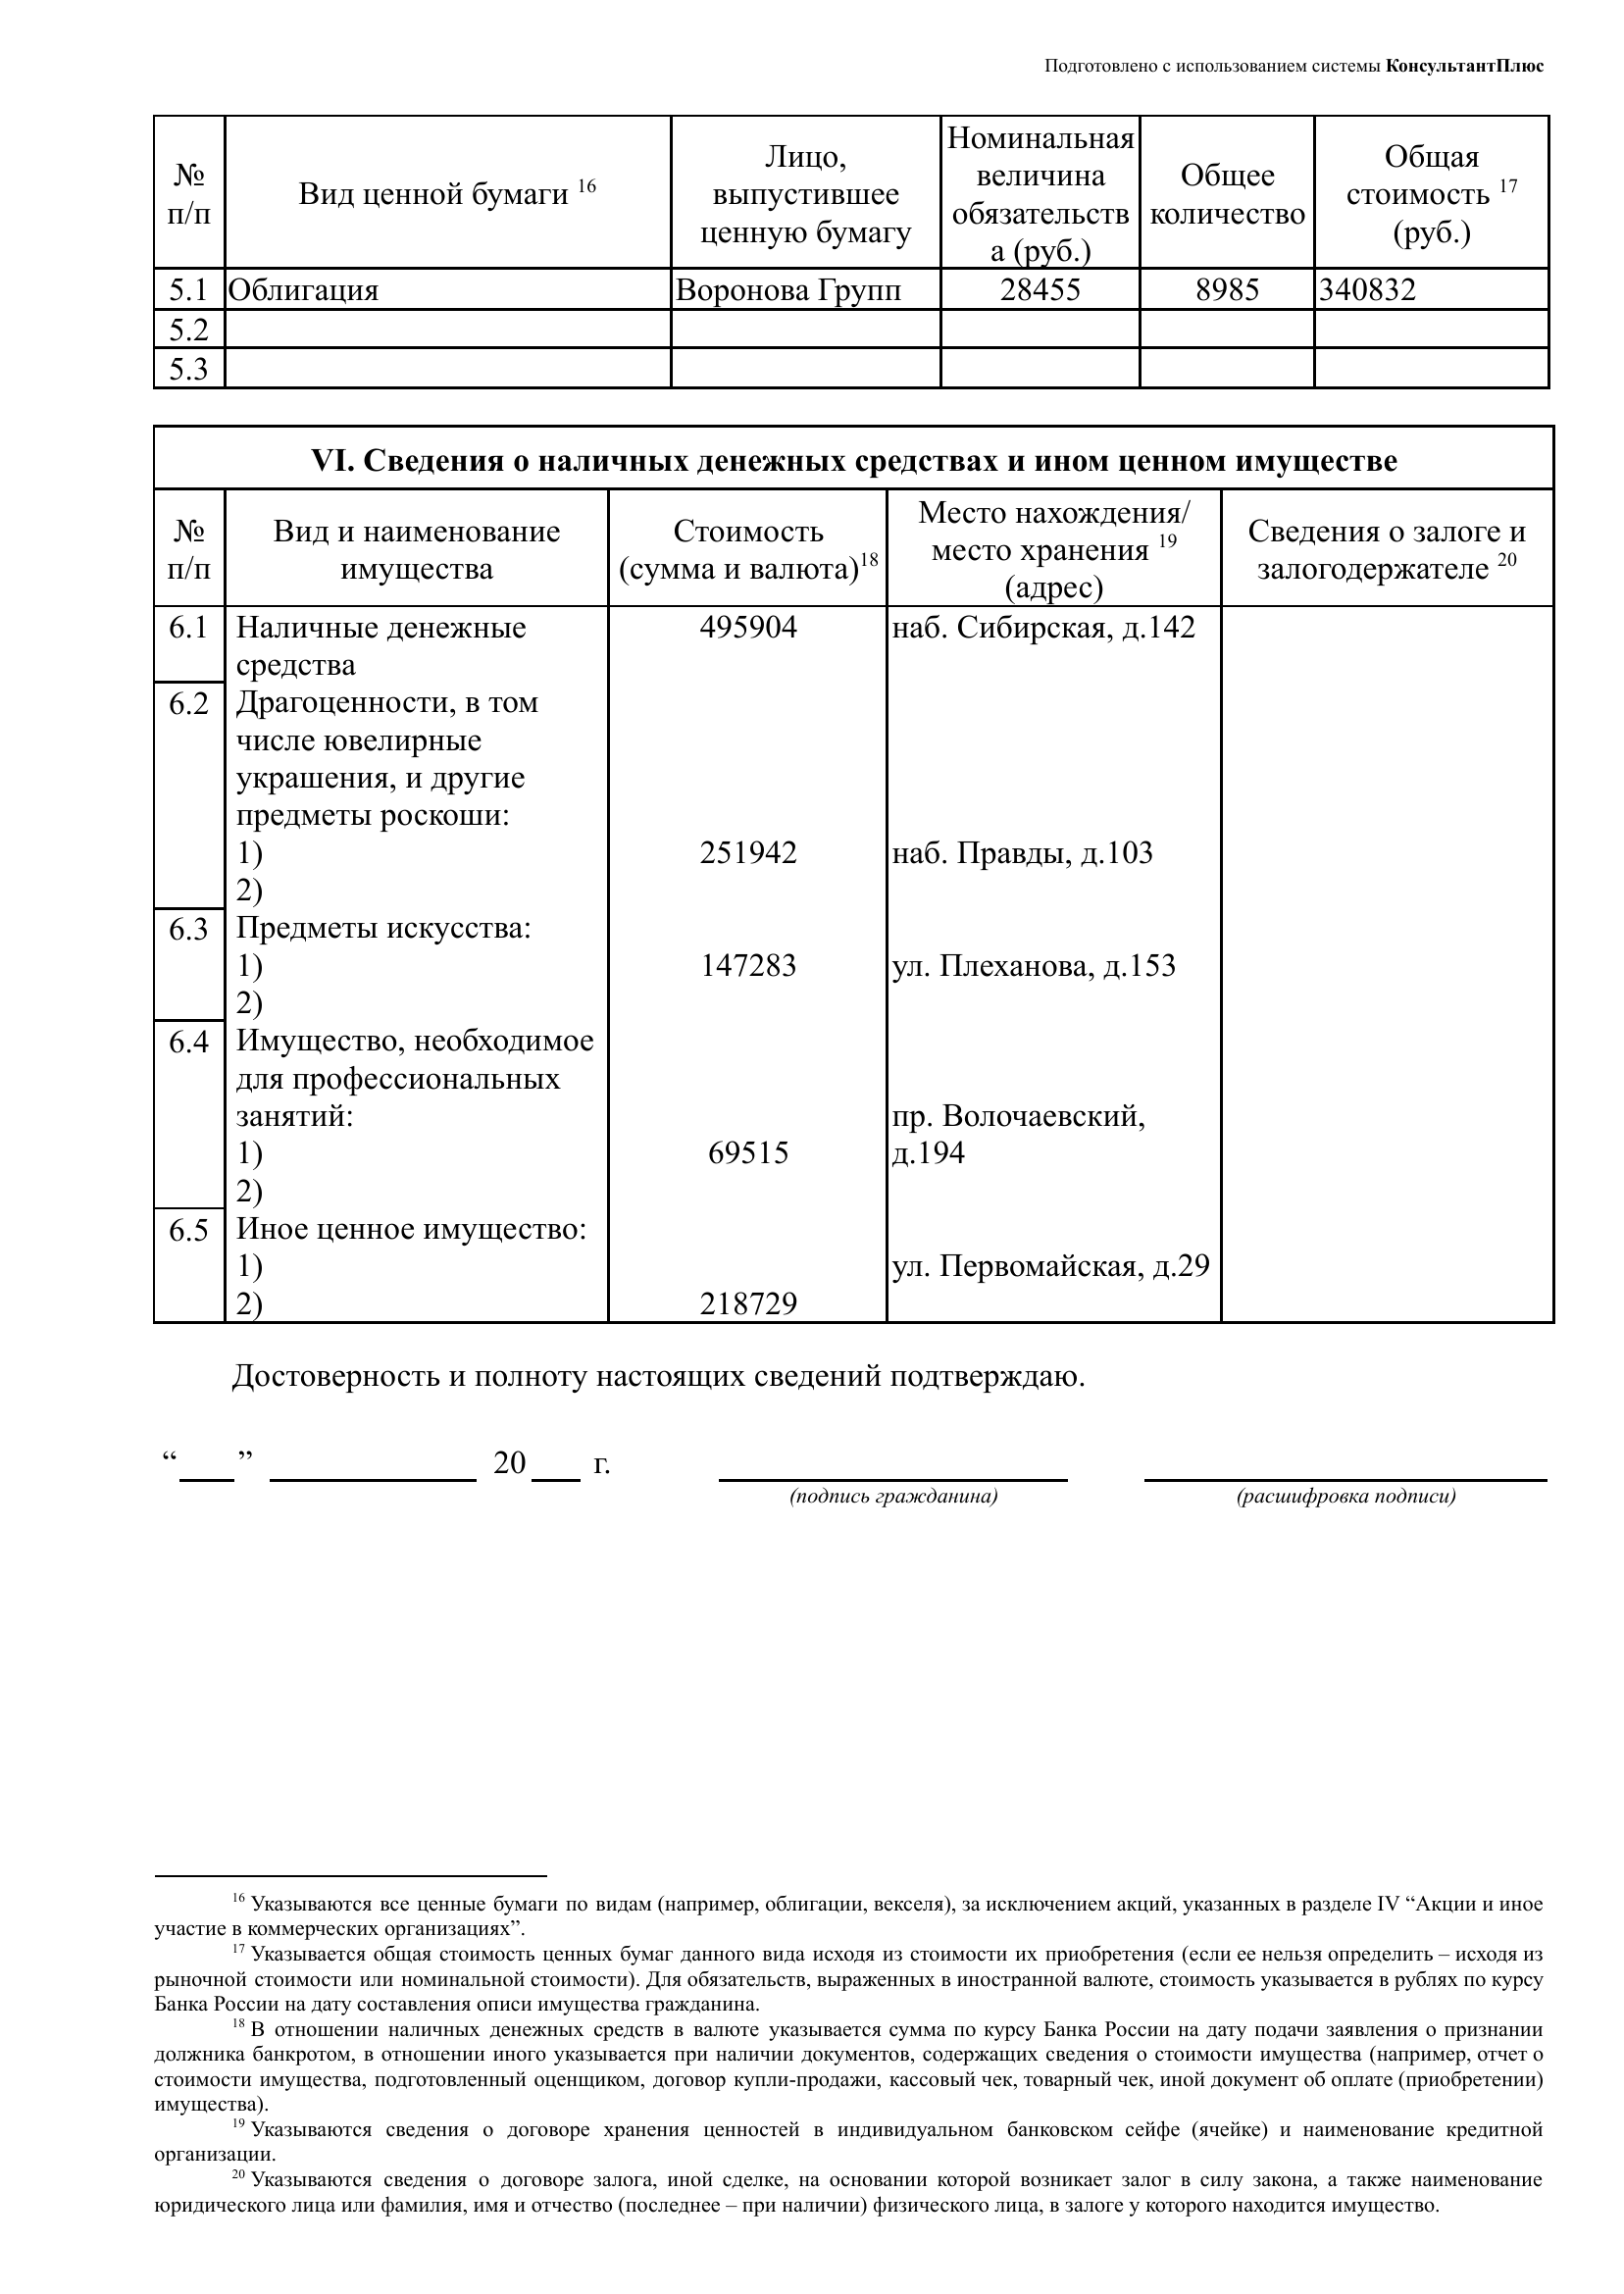 Подготовлено с использованием системы КонсультантПлюс
№ п/п
Вид ценной бумаги 16
Лицо, выпустившее ценную бумагу
Номинальная величина обязательств а (руб.)
Общее количество
Общая стоимость 17 (руб.)
5.1 Облигация Воронова Групп 28455 8985 340832
5.2
5.3
VI. Сведения о наличных денежных средствах и ином ценном имуществе
№ п/п
Вид и наименование имущества
Стоимость (сумма и валюта)18
Место нахождения/ место хранения 19 (адрес)
Сведения о залоге и залогодержателе 20
6.1 Наличные денежные 495904 наб. Сибирская, д.142
средства
6.2 Драгоценности, в том
числе ювелирные
украшения, и другие
предметы роскоши:
1) 251942 наб. Правды, д.103
2)
6.3 Предметы искусства:
1) 147283 ул. Плеханова, д.153
2)
6.4 Имущество, необходимое
для профессиональных
занятий: пр. Волочаевский,
1) 69515 д.194
2)
6.5 Иное ценное имущество:
1) ул. Первомайская, д.29
2) 218729
Достоверность и полноту настоящих сведений подтверждаю.
“___” ____________ 20 ___ г.
(подпись гражданина) (расшифровка подписи)
16 Указываются все ценные бумаги по видам (например, облигации, векселя), за исключением акций, указанных в разделе IV “Акции и иное
участие в коммерческих организациях”.
17 Указывается общая стоимость ценных бумаг данного вида исходя из стоимости их приобретения (если ее нельзя определить – исходя из
рыночной стоимости или номинальной стоимости). Для обязательств, выраженных в иностранной валюте, стоимость указывается в рублях по курсу
Банка России на дату составления описи имущества гражданина.
18 В отношении наличных денежных средств в валюте указывается сумма по курсу Банка России на дату подачи заявления о признании
должника банкротом, в отношении иного указывается при наличии документов, содержащих сведения о стоимости имущества (например, отчет о
стоимости имущества, подготовленный оценщиком, договор купли-продажи, кассовый чек, товарный чек, иной документ об оплате (приобретении)
имущества).
19 Указываются сведения о договоре хранения ценностей в индивидуальном банковском сейфе (ячейке) и наименование кредитной
организации.
20 Указываются сведения о договоре залога, иной сделке, на основании которой возникает залог в силу закона, а также наименование
юридического лица или фамилия, имя и отчество (последнее – при наличии) физического лица, в залоге у которого находится имущество.